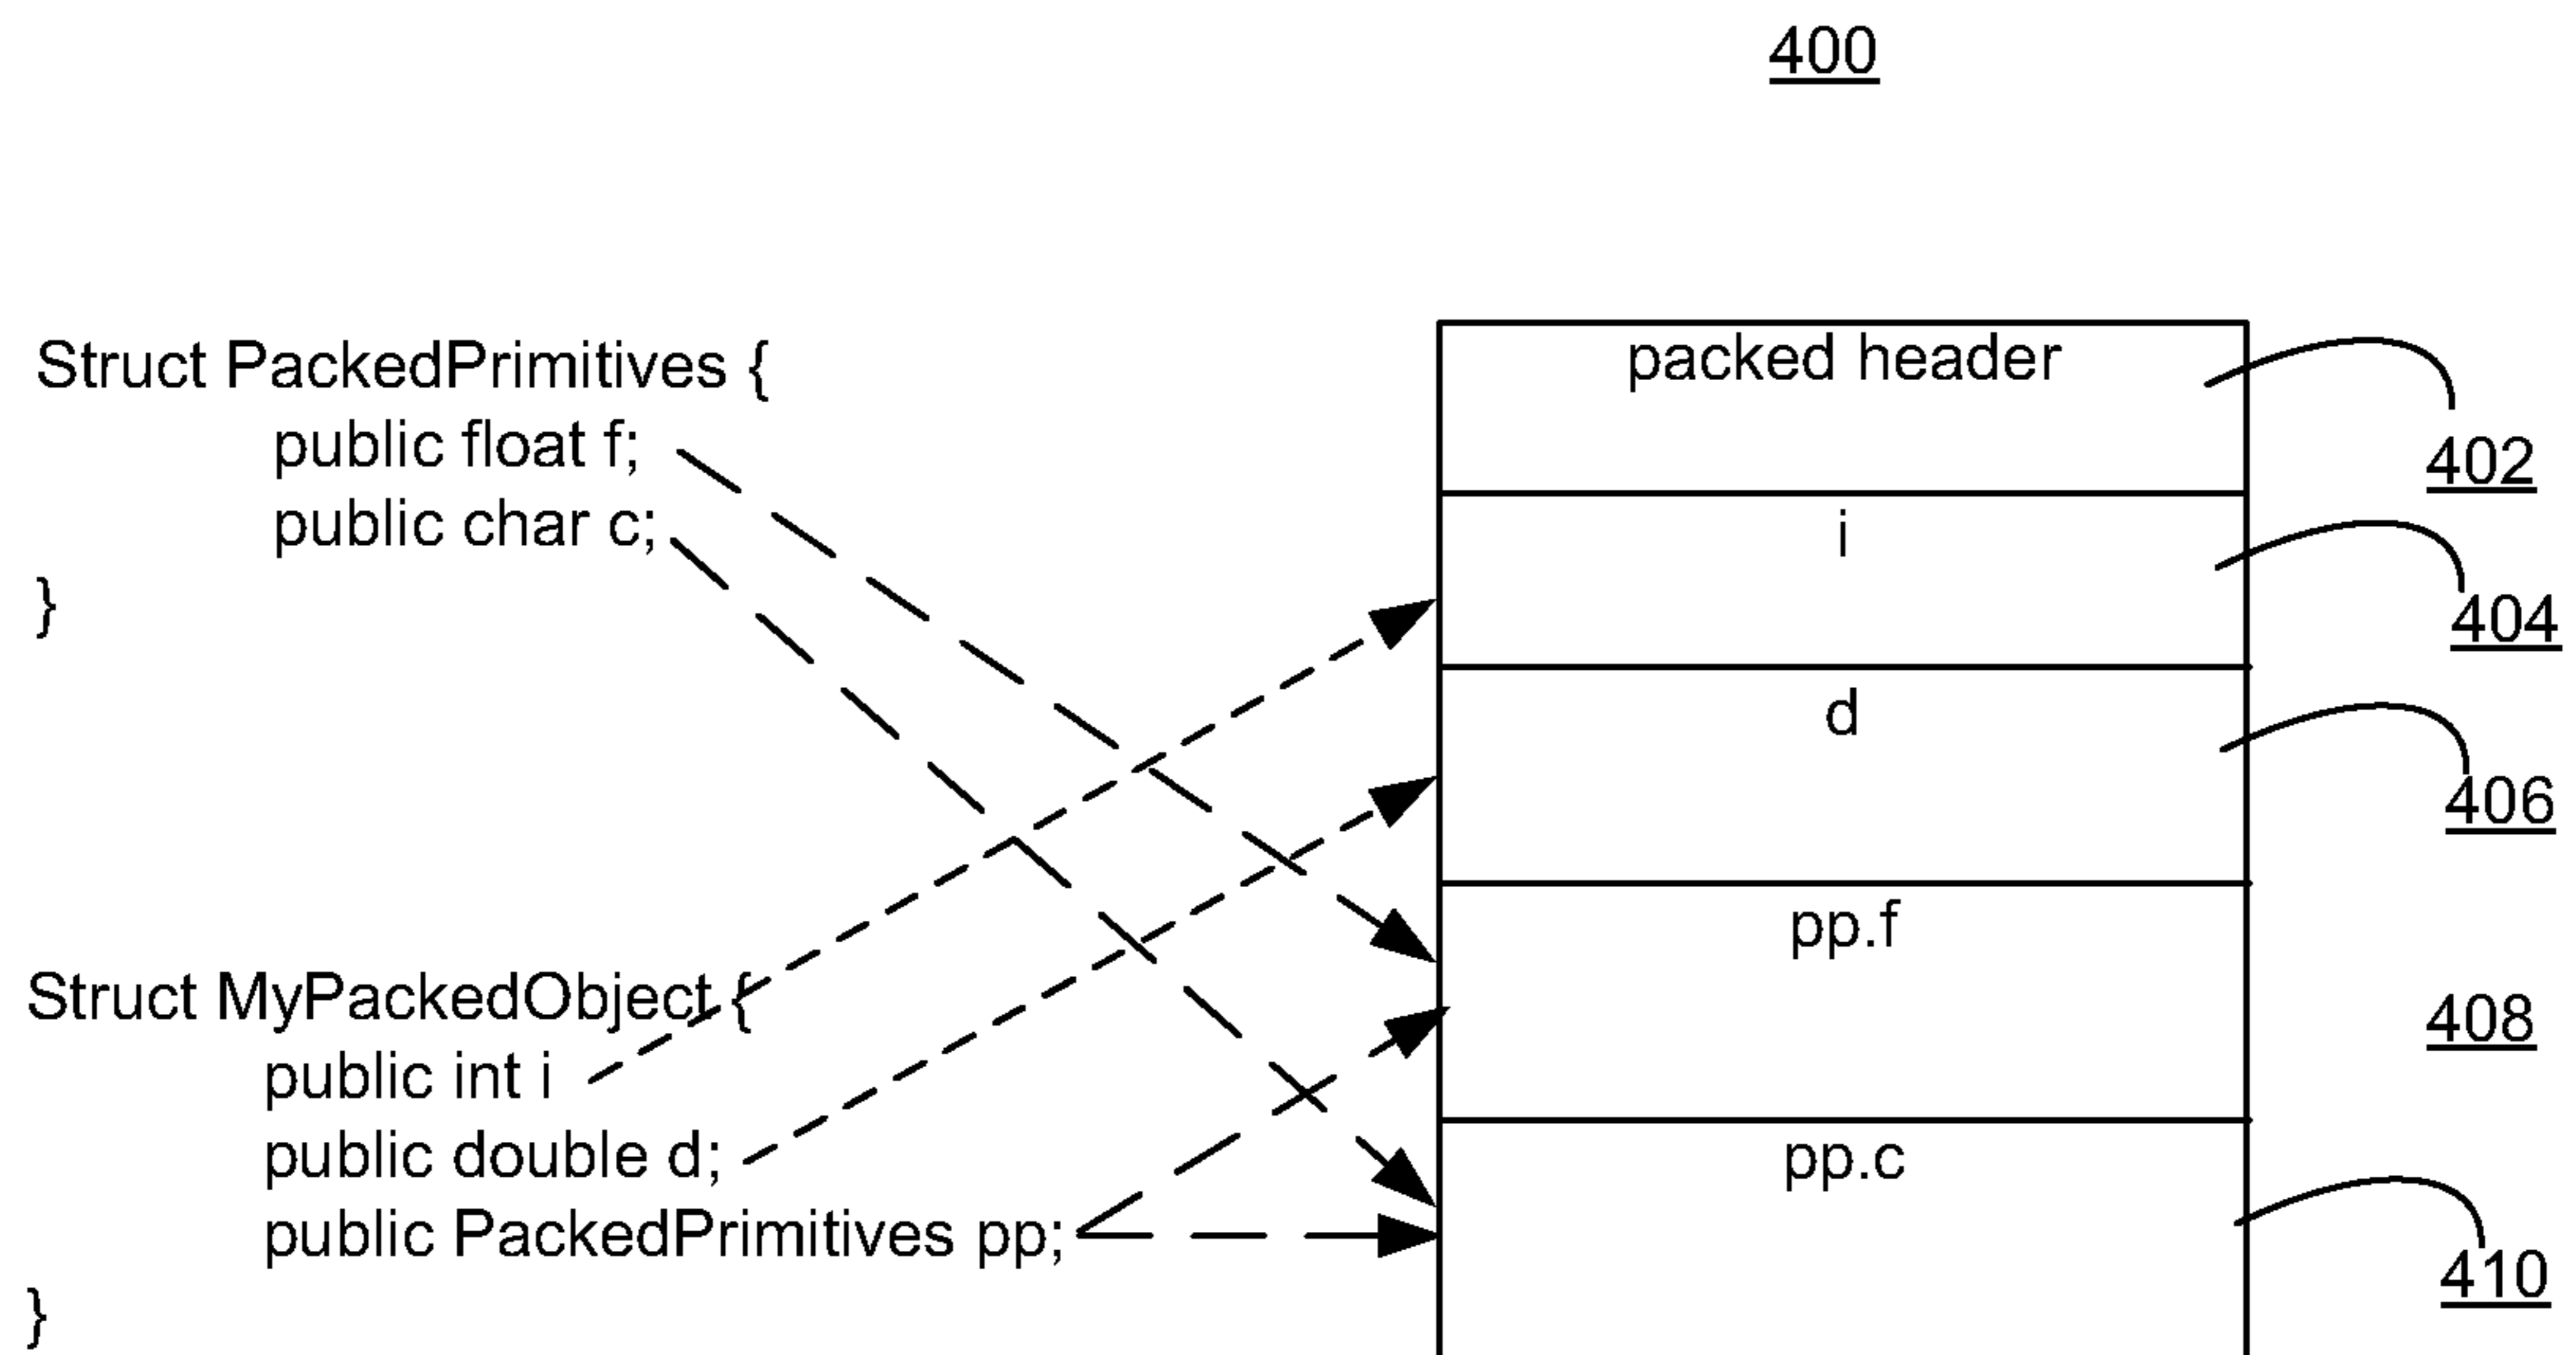 400
Struct PackedPrimitives {
public float f;
public char c;
}
Struct MyPackedObject {
public int i
public double d;
public PackedPrimitives pp;
}
packed header
402
i
404
d
406
pp.f
408
pp.c
410